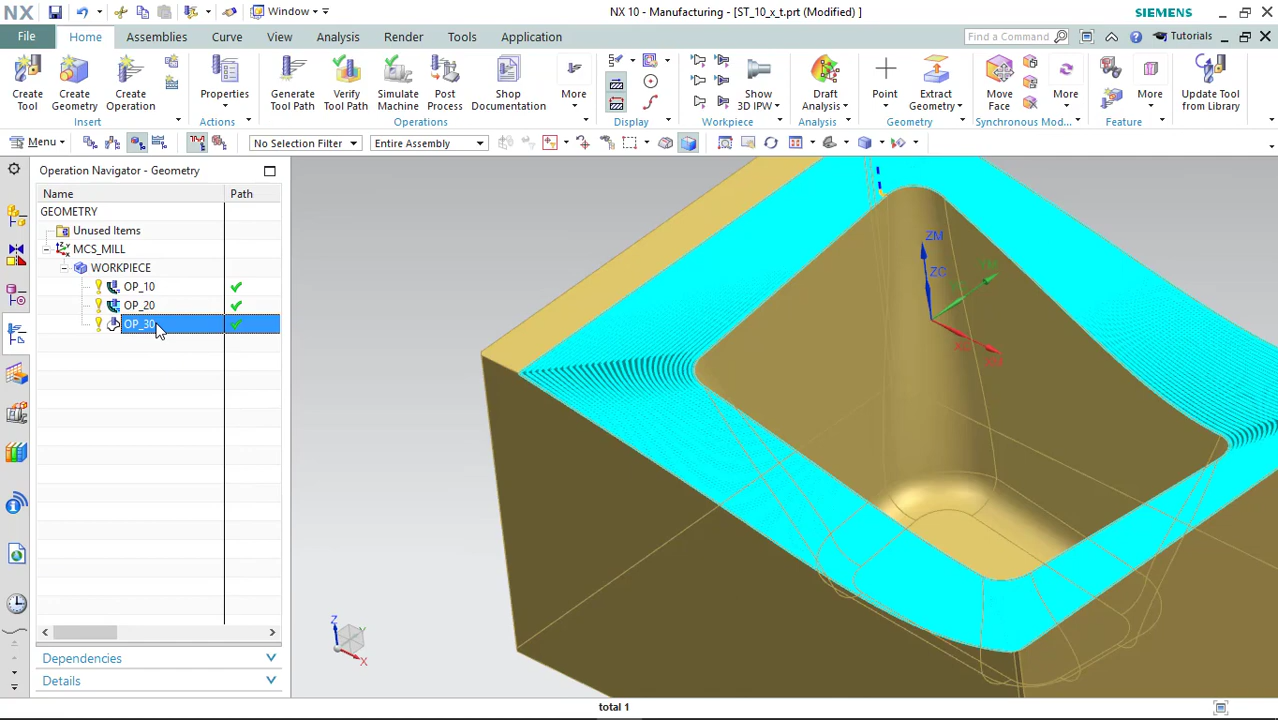 NX
Window
NX 10 - Manufacturing - [ST_10_x_t.prt (Modified) ]
SIEMENS
File
Home
Assemblies
Curve
View
Analysis
Render
Tools
Application
Find a Command
Tutorials
Create Tool
Create Geometry
Create Operation
Properties
Generate Tool Path
Verify Tool Path
Simulate Machine
Post Process
Shop Documentation
More
Show 3D IPW
Draft Analysis
Point
Extract Geometry
Move Face
More
More
Update Tool from Library
Insert
Actions
Operations
Display
Workpiece
Analysis
Geometry
Synchronous Mod...
Feature
Menu
No Selection Filter
Entire Assembly
Operation Navigator - Geometry
Name
Path
GEOMETRY
Unused Items
MCS_MILL
WORKPIECE
OP_10
OP_20
OP_30
Dependencies
Details
ZM
ZC
XC
XM
Z
Y
X
total 1